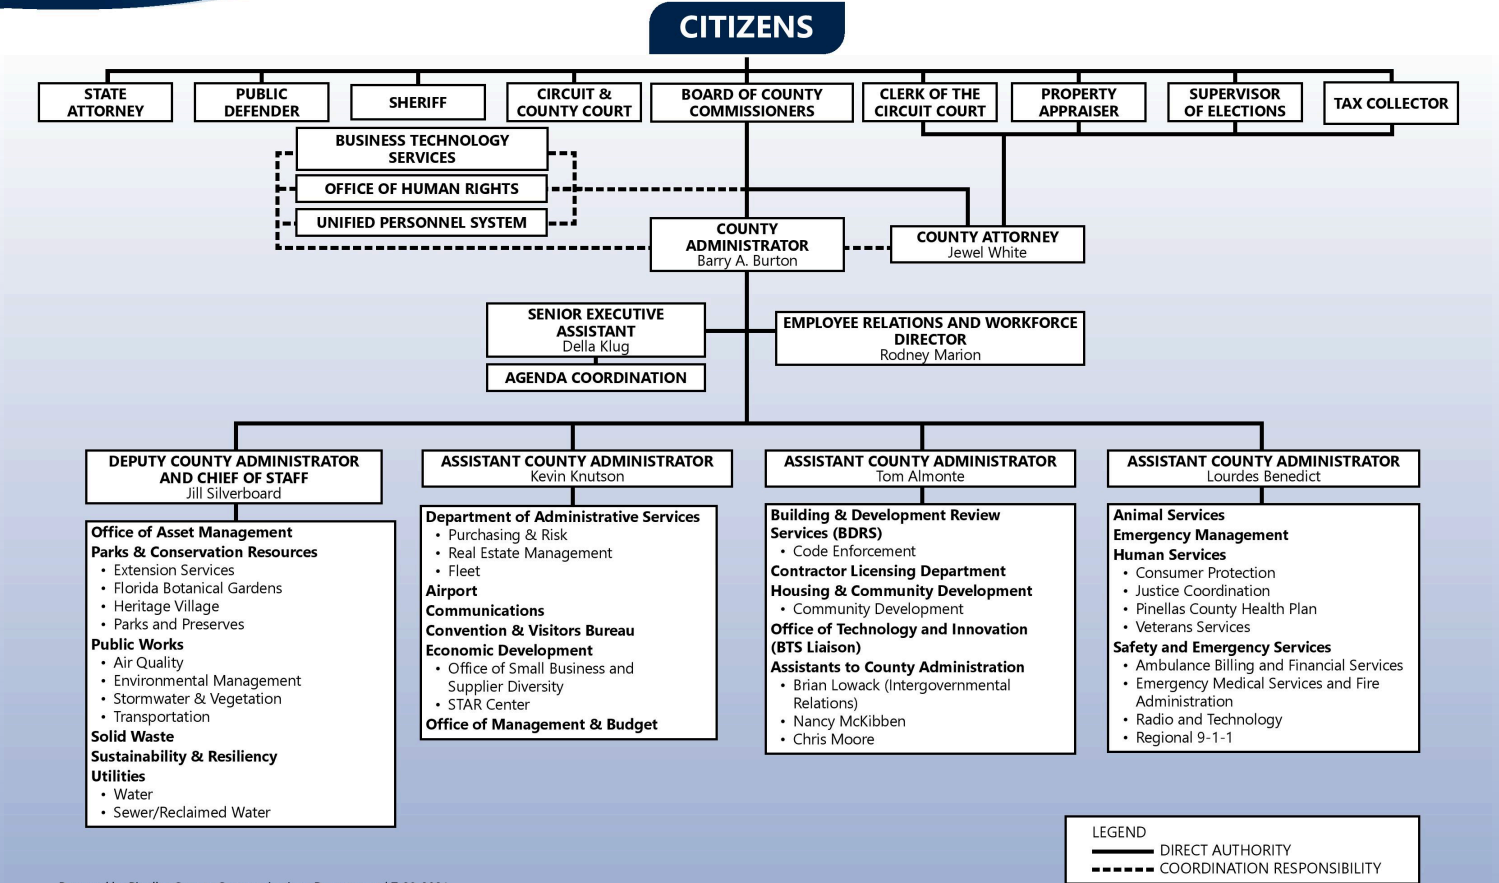 CITIZENS
STATE
ATTORNEY
PUBLIC
DEFENDER
SHERIFF
CIRCUIT &
COUNTY COURT
BOARD OF COUNTY
COMMISSIONERS
CLERK OF THE
CIRCUIT COURT
PROPERTY
APPRAISER
SUPERVISOR
OF ELECTIONS
TAX COLLECTOR
BUSINESS TECHNOLOGY
SERVICES
OFFICE OF HUMAN RIGHTS
UNIFIED PERSONNEL SYSTEM
COUNTY
ADMINISTRATOR
Barry A. Burton
COUNTY ATTORNEY
Jewel White
SENIOR EXECUTIVE
ASSISTANT
Della Klug
AGENDA COORDINATION
EMPLOYEE RELATIONS AND WORKFORCE
DIRECTOR
Rodney Marion
DEPUTY COUNTY ADMINISTRATOR
AND CHIEF OF STAFF
Jill Silverboard
Office of Asset Management
Parks & Conservation Resources
• Extension Services
• Florida Botanical Gardens
• Heritage Village
• Parks and Preserves
Public Works
• Air Quality
• Environmental Management
• Stormwater & Vegetation
• Transportation
Solid Waste
Sustainability & Resiliency
Utilities
• Water
• Sewer/Reclaimed Water
ASSISTANT COUNTY ADMINISTRATOR
Kevin Knutson
Department of Administrative Services
• Purchasing & Risk
• Real Estate Management
• Fleet
Airport
Communications
Convention & Visitors Bureau
Economic Development
• Office of Small Business and
Supplier Diversity
• STAR Center
Office of Management & Budget
ASSISTANT COUNTY ADMINISTRATOR
Tom Almonte
Building & Development Review
Services (BDRS)
• Code Enforcement
Contractor Licensing Department
Housing & Community Development
• Community Development
Office of Technology and Innovation
(BTS Liaison)
Assistants to County Administration
• Brian Lowack (Intergovernmental
Relations)
• Nancy McKibben
• Chris Moore
ASSISTANT COUNTY ADMINISTRATOR
Lourdes Benedict
Animal Services
Emergency Management
Human Services
• Consumer Protection
• Justice Coordination
• Pinellas County Health Plan
• Veterans Services
Safety and Emergency Services
• Ambulance Billing and Financial Services
• Emergency Medical Services and Fire
Administration
• Radio and Technology
• Regional 9-1-1
LEGEND
DIRECT AUTHORITY
COORDINATION RESPONSIBILITY